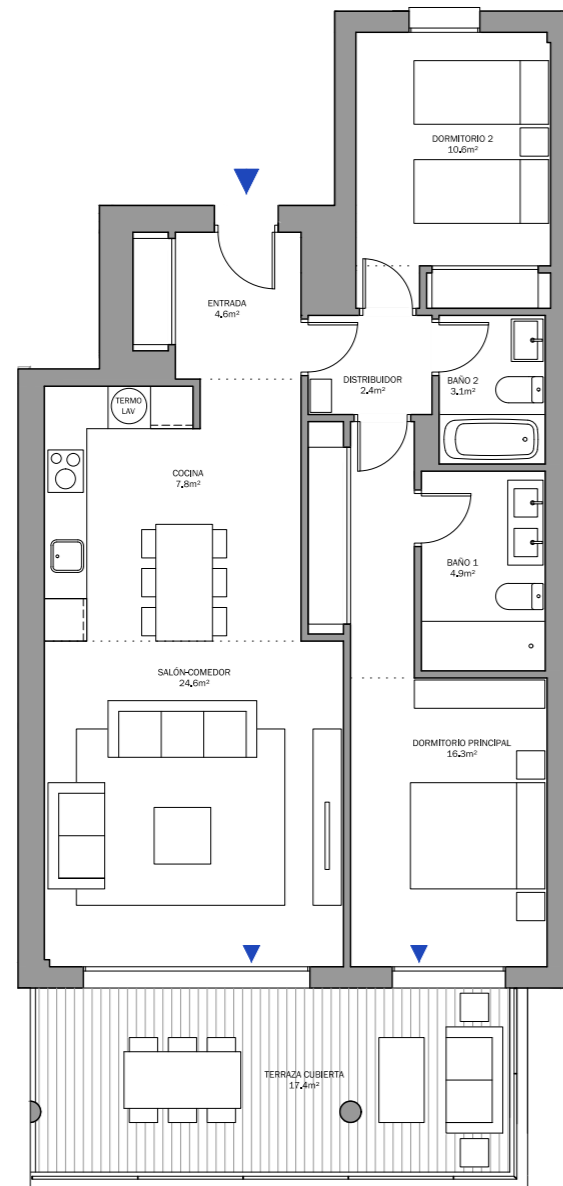 DORMITORIO 2
10.6m²
ENTRADA
4.6m²
DISTRIBUIDOR
2.4m²
BAÑO 2
3.1m²
TERMO
LAV
COCINA
7.8m²
BAÑO 1
4.9m²
SALÓN-COMEDOR
24.6m²
DORMITORIO PRINCIPAL
16.3m²
TERRAZA CUBIERTA
17.4m²